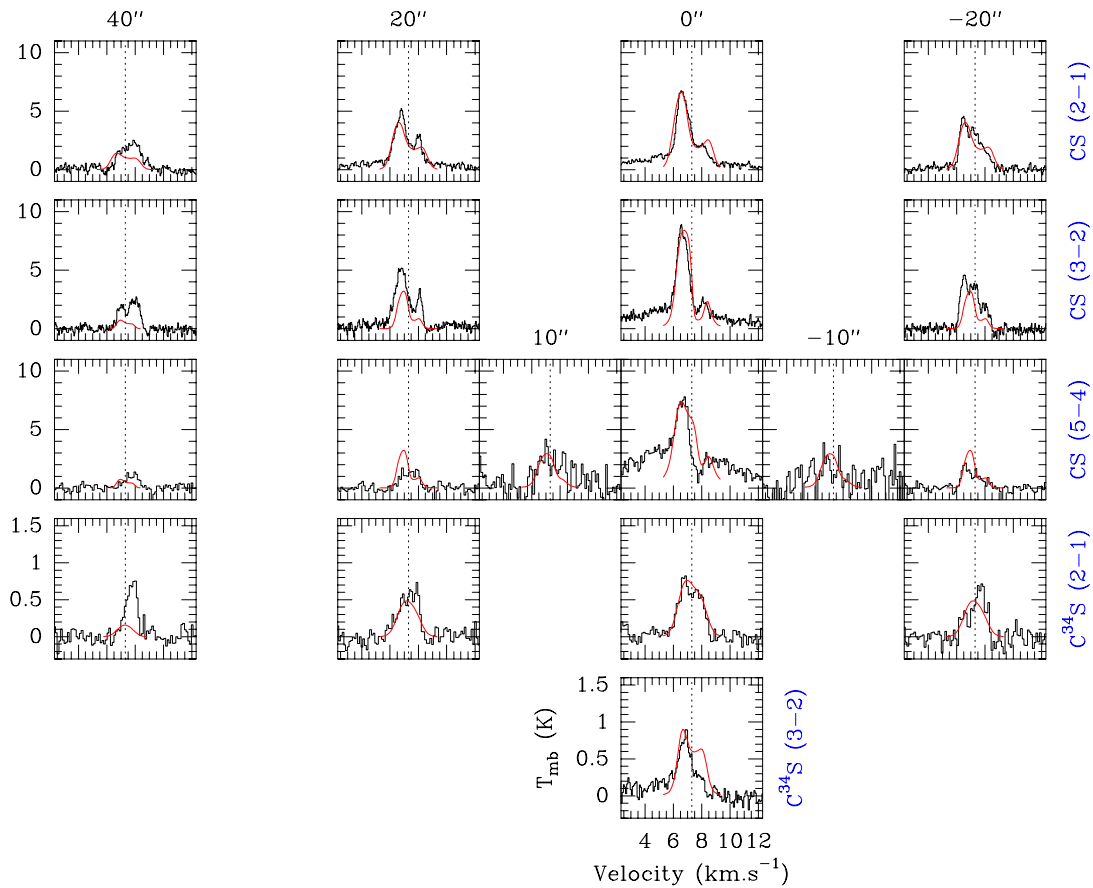 40″ 20″ 0″ −20″
10
5
0
CS (2−1)
10
5
0
CS (3−2)
10″ −10″
10
5
0
CS (5−4)
1.5
1
0.5
0
C³⁴S (2−1)
1.5
1
0.5
0
T_mb (K)
C³⁴S (3−2)
4 6 8 10 12
Velocity (km.s⁻¹)